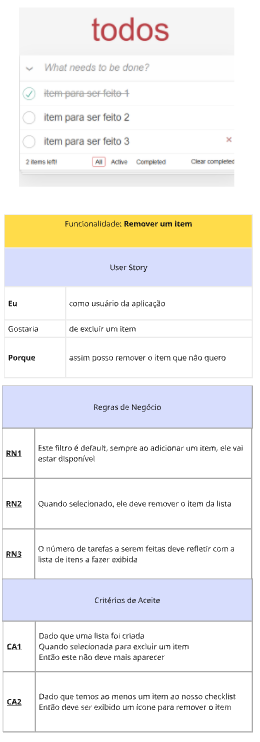 todos
What needs to be done?
item para ser feito 1
item para ser feito 2
item para ser feito 3
2 items left!
All
Active
Completed
Clear completed
Funcionalidade: Remover um item
User Story
Eu
como usuário da aplicação
Gostaria
de excluir um item
Porque
assim posso remover o item que não quero
Regras de Negócio
RN1
Este filtro é default, sempre ao adicionar um item, ele vai
estar disponível
RN2
Quando selecionado, ele deve remover o item da lista
RN3
O número de tarefas a serem feitas deve refletir com a
lista de itens a fazer exibida
Critérios de Aceite
CA1
Dado que uma lista foi criada
Quando selecionada para excluir um item
Então este não deve mais aparecer
CA2
Dado que temos ao menos um item ao nosso checklist
Então deve ser exibido um ícone para remover o item